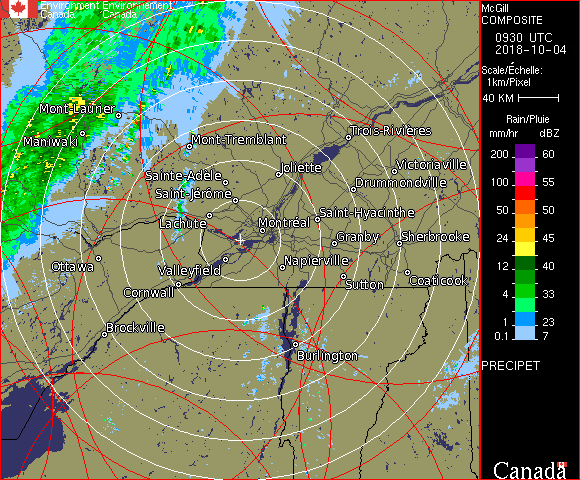 Environment Environnement
Canada Canada
McGill
COMPOSITE
0930 UTC
2018-10-04
Scale/Échelle:
1km/Pixel
40 KM
Rain/Pluie
mm/hr dBZ
200 60
100 55
50 50
24 45
12 40
4 33
1 23
0.1 7
PRECIPET
Canada
Mont-Laurier
Maniwaki
Mont-Tremblant
Trois-Rivières
Joliette
Victoriaville
Sainte-Adèle
Drummondville
Saint-Jérôme
Lachute
Montréal
Saint-Hyacinthe
Granby
Sherbrooke
Ottawa
Valleyfield
Napierville
Cornwall
Sutton
Coaticook
Brockville
Burlington